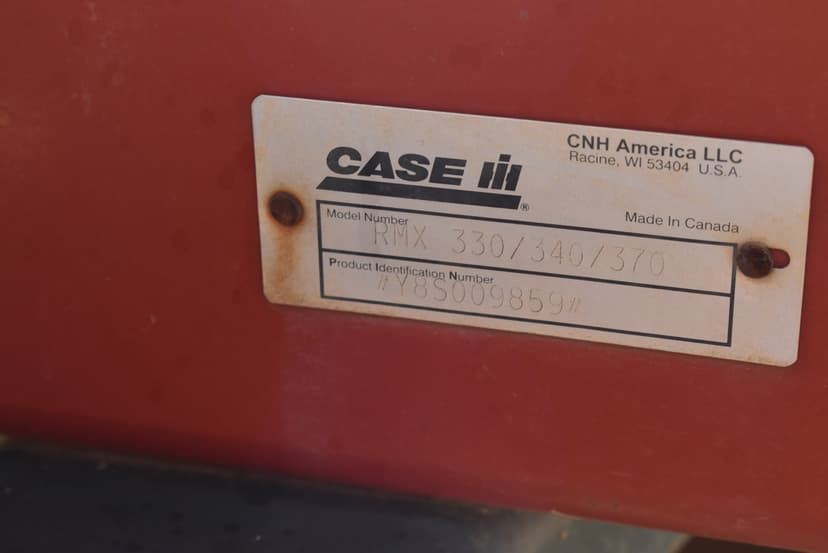 CASE IH®
CNH America LLC
Racine, WI 53404 U.S.A.
Made In Canada
Model Number
RMX 330/340/370
Product Identification Number
#Y8S009859#